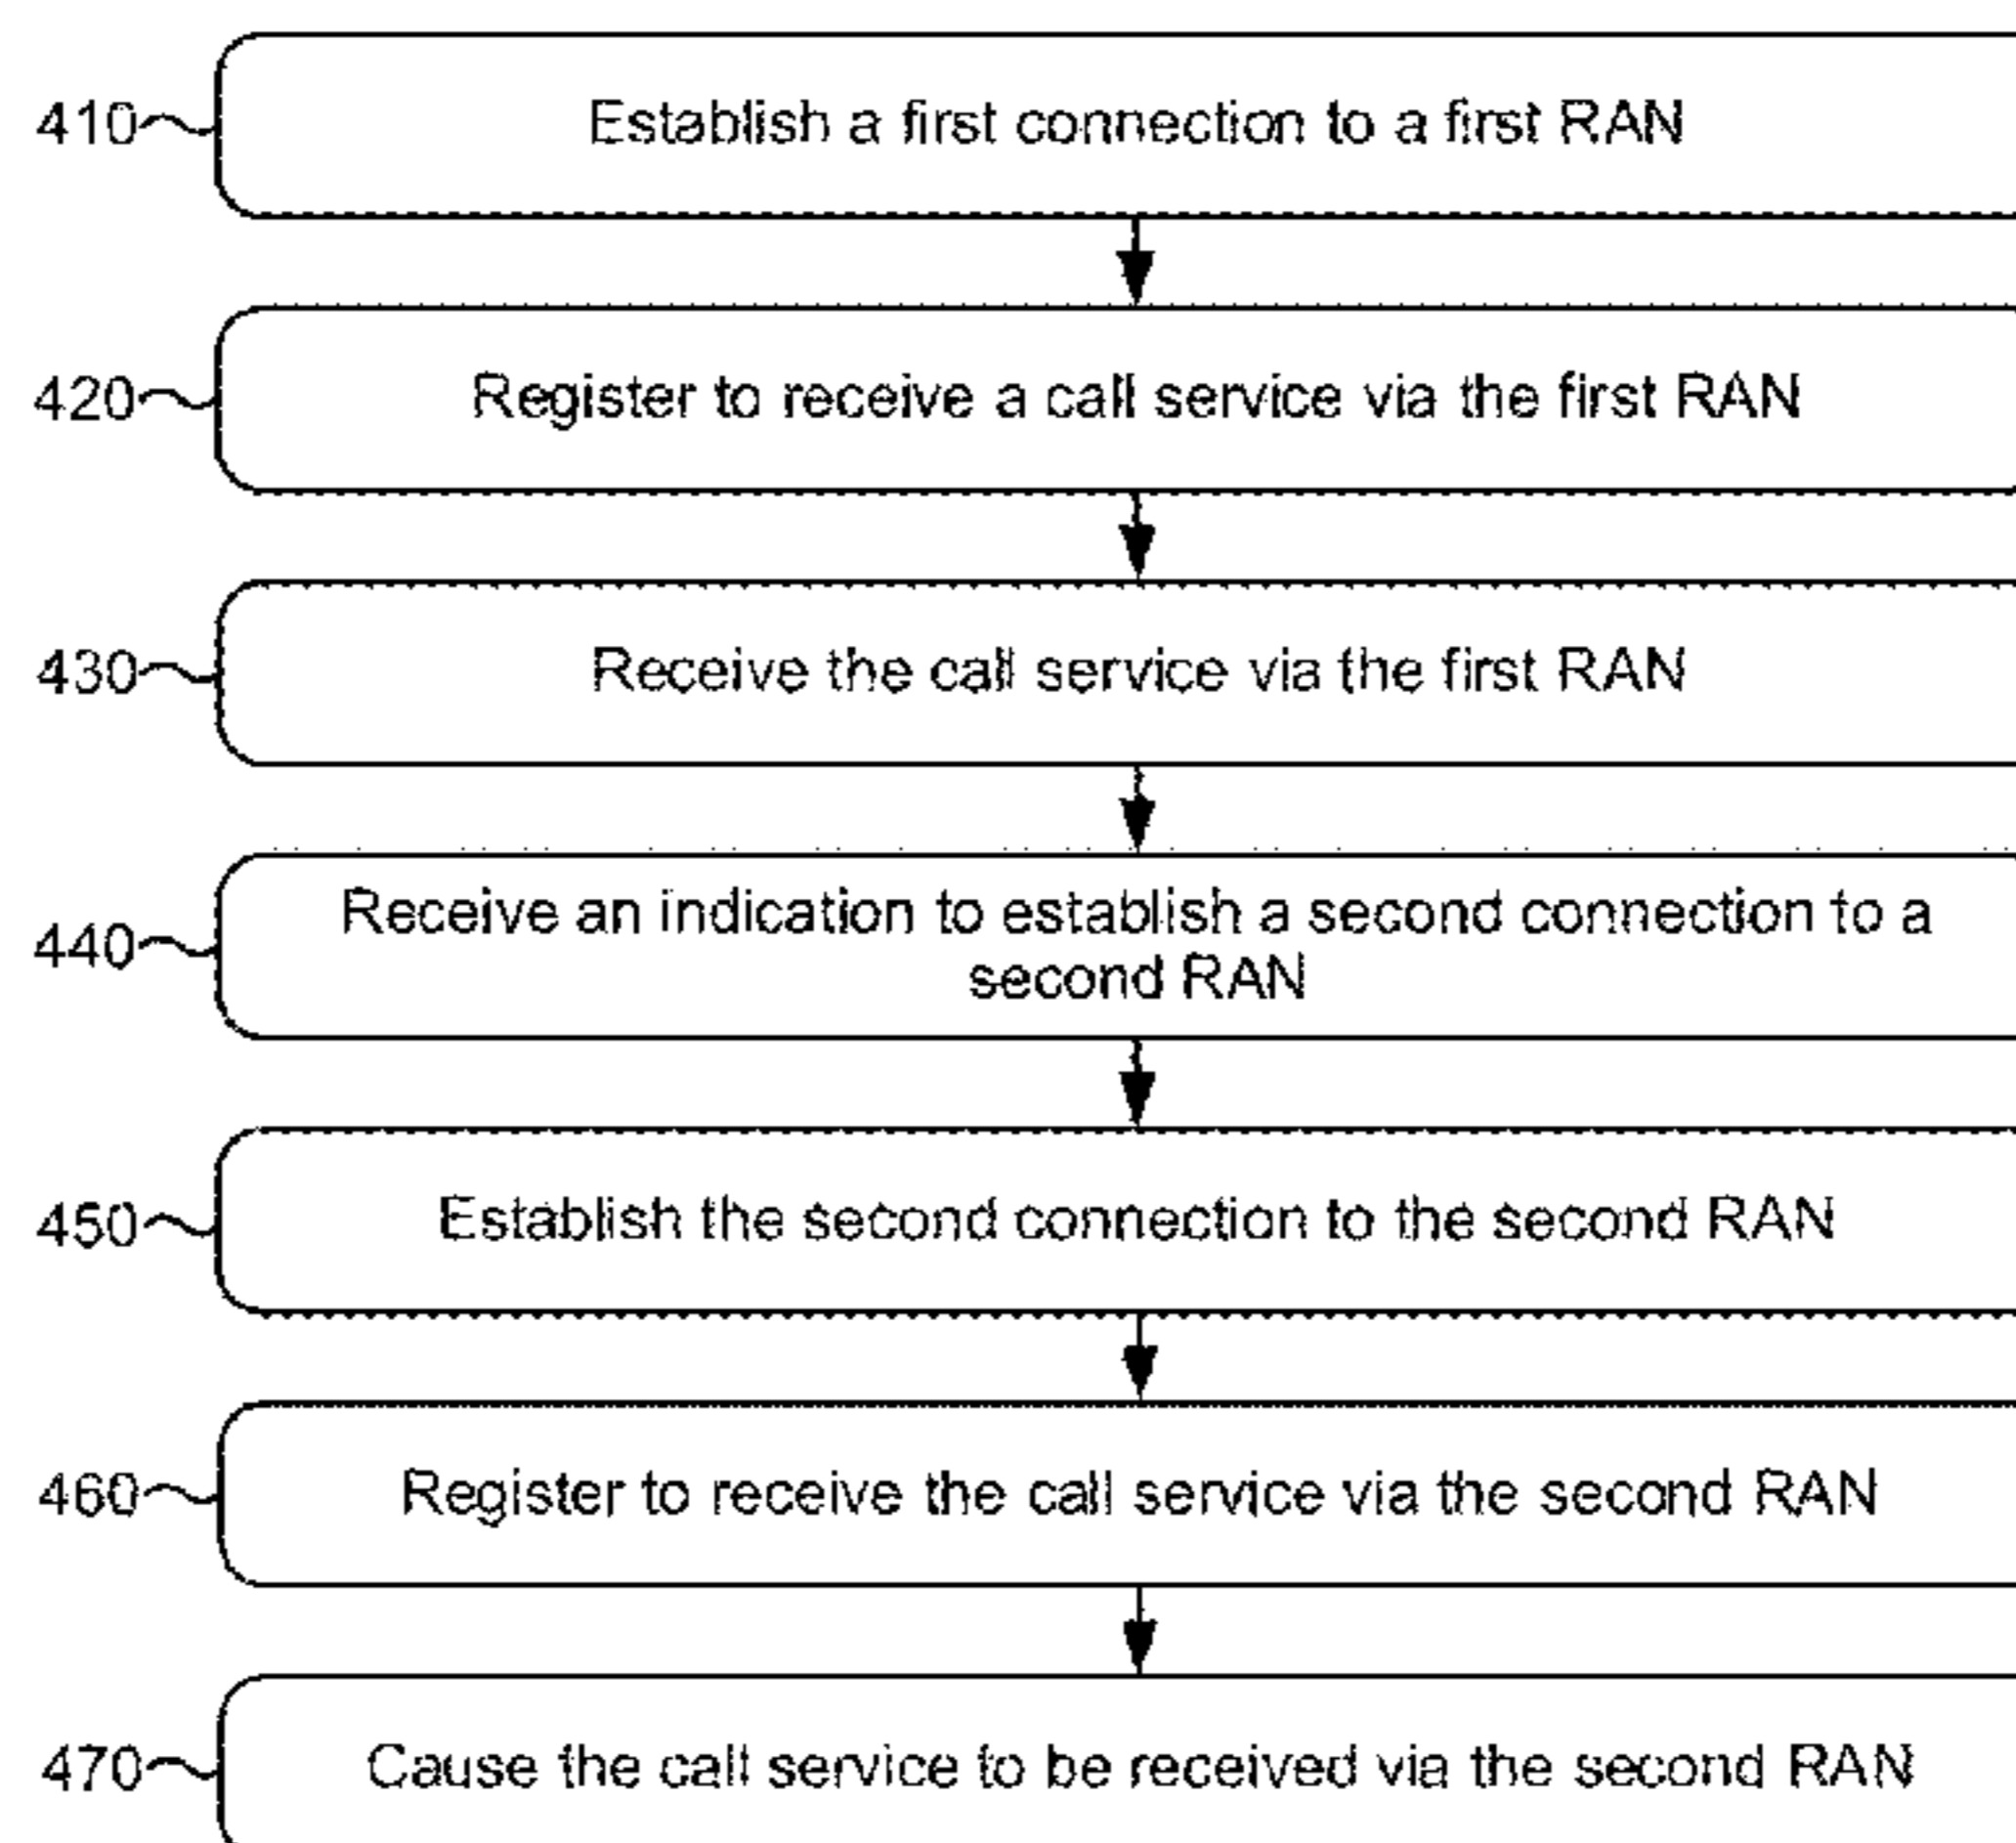 410 Establish a first connection to a first RAN
420 Register to receive a call service via the first RAN
430 Receive the call service via the first RAN
440 Receive an indication to establish a second connection to a
second RAN
450 Establish the second connection to the second RAN
460 Register to receive the call service via the second RAN
470 Cause the call service to be received via the second RAN